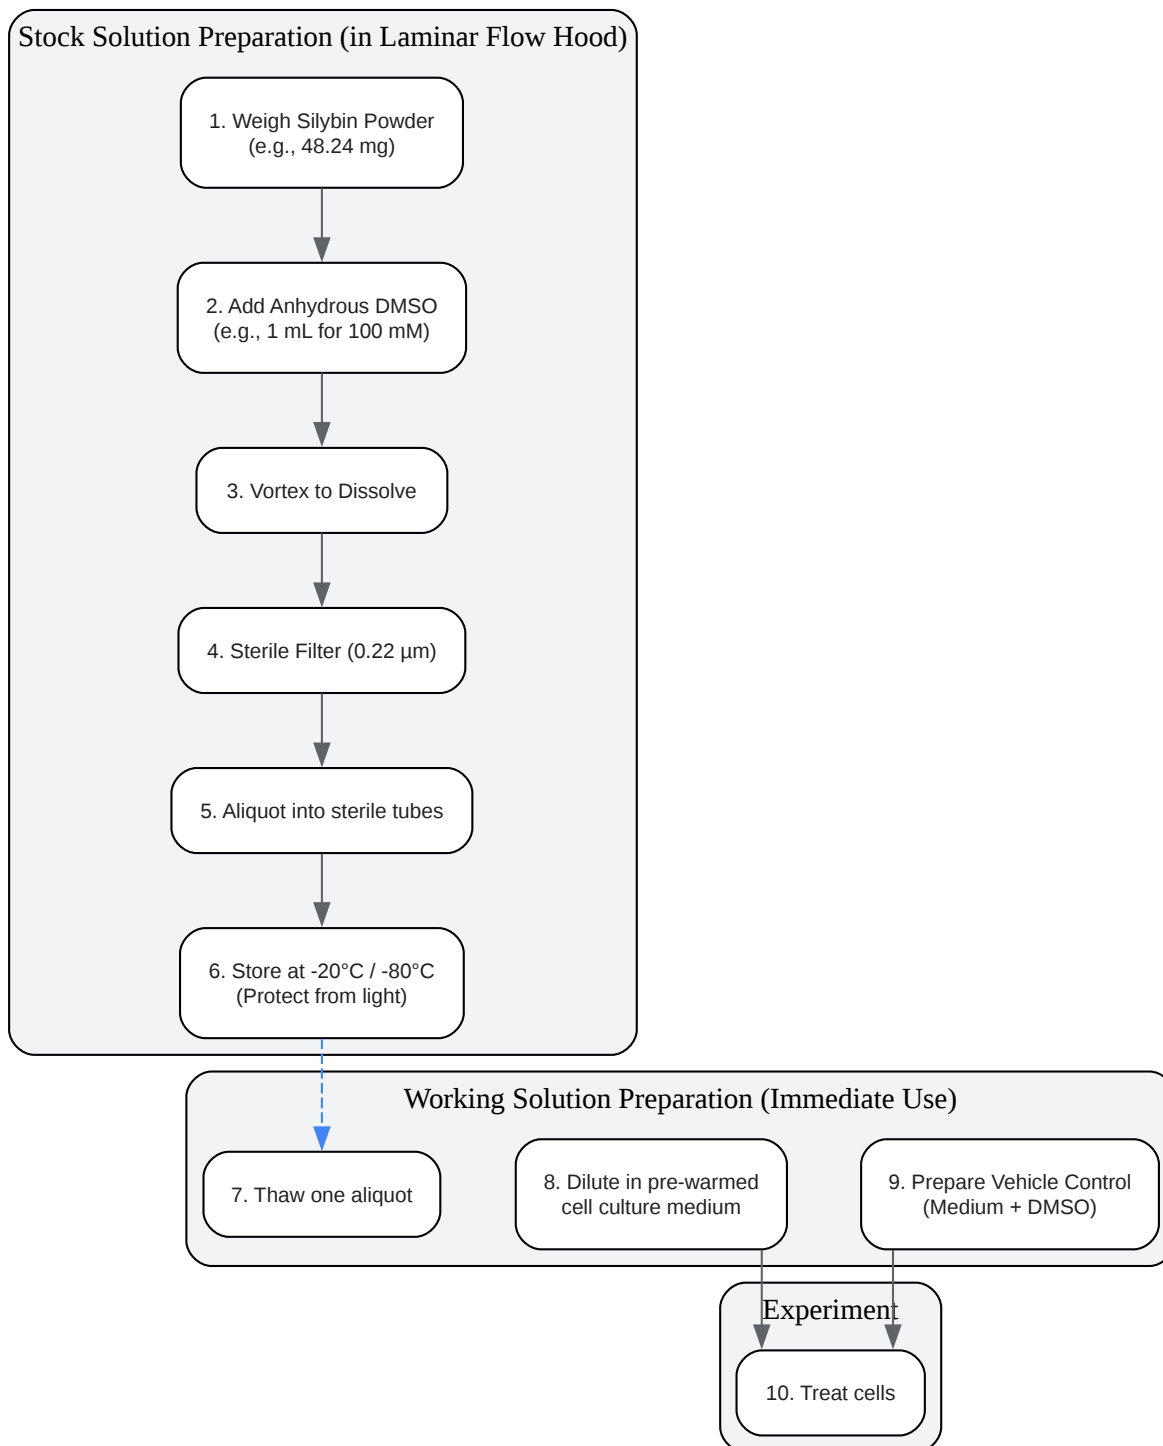 Stock Solution Preparation (in Laminar Flow Hood)
1. Weigh Silybin Powder
(e.g., 48.24 mg)
2. Add Anhydrous DMSO
(e.g., 1 mL for 100 mM)
3. Vortex to Dissolve
4. Sterile Filter (0.22 µm)
5. Aliquot into sterile tubes
6. Store at -20°C / -80°C
(Protect from light)
Working Solution Preparation (Immediate Use)
7. Thaw one aliquot
8. Dilute in pre-warmed
cell culture medium
9. Prepare Vehicle Control
(Medium + DMSO)
Experiment
10. Treat cells